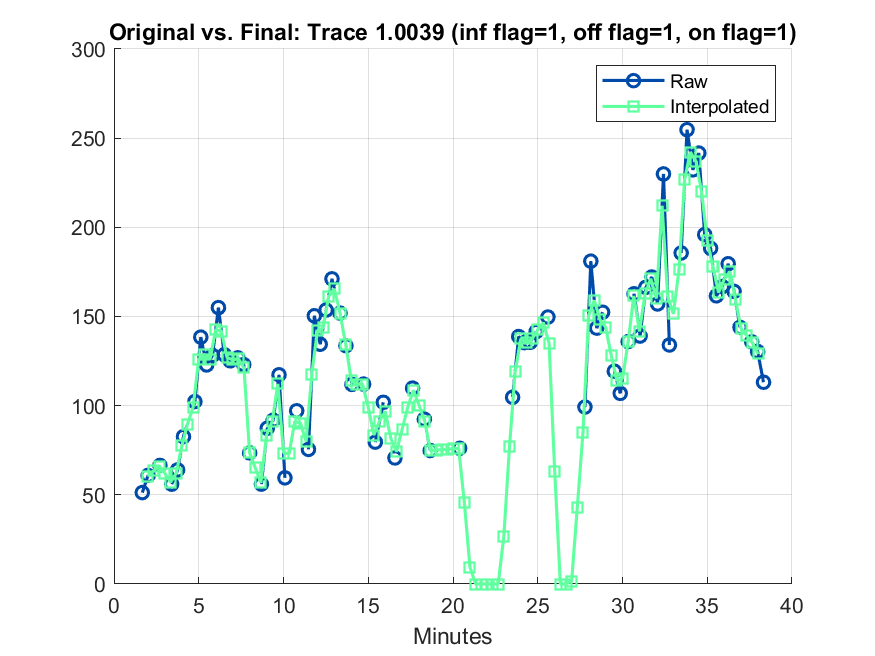 Original vs. Final: Trace 1.0039 (inf flag=1, off flag=1, on flag=1)
300
250
200
150
100
50
0
Raw
Interpolated
0 5 10 15 20 25 30 35 40
Minutes